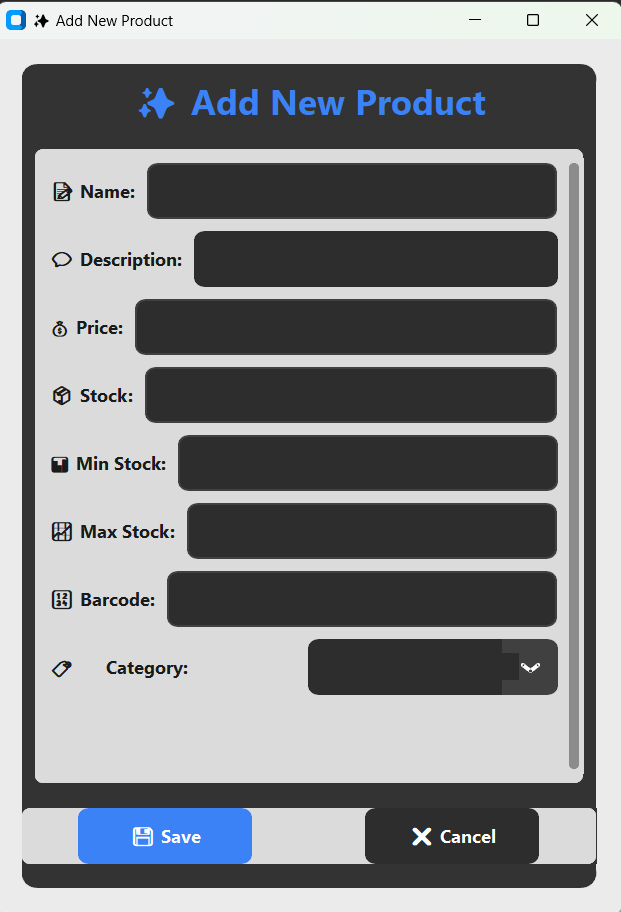 Add New Product
Add New Product
Name:
Description:
Price:
Stock:
Min Stock:
Max Stock:
Barcode:
Category:
Save
Cancel